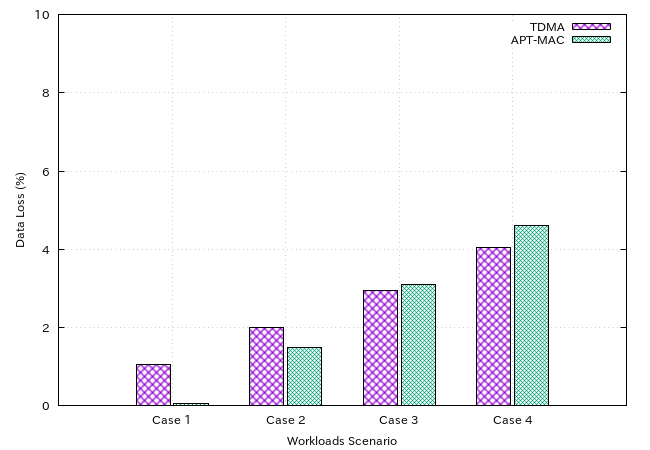 10
8
6
4
2
0
Data Loss (%)
TDMA
APT-MAC
Case 1 Case 2 Case 3 Case 4
Workloads Scenario